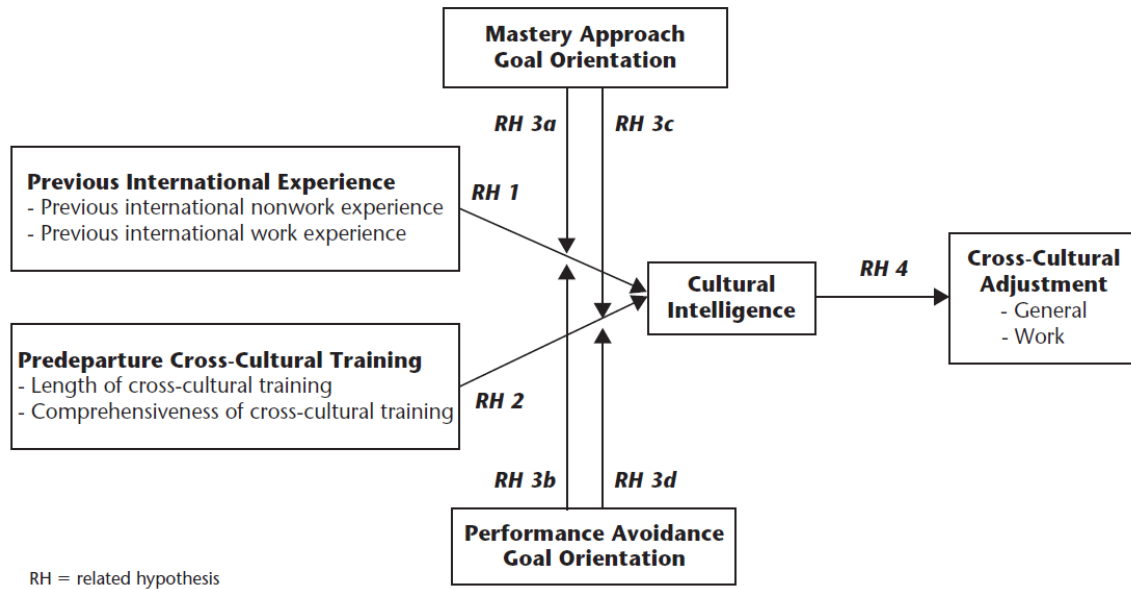 Mastery Approach
Goal Orientation
RH 3a
RH 3c
Previous International Experience
- Previous international nonwork experience
- Previous international work experience
RH 1
Cultural
Intelligence
RH 4
Cross-Cultural
Adjustment
- General
- Work
Predeparture Cross-Cultural Training
- Length of cross-cultural training
- Comprehensiveness of cross-cultural training
RH 2
RH 3b
RH 3d
Performance Avoidance
Goal Orientation
RH = related hypothesis